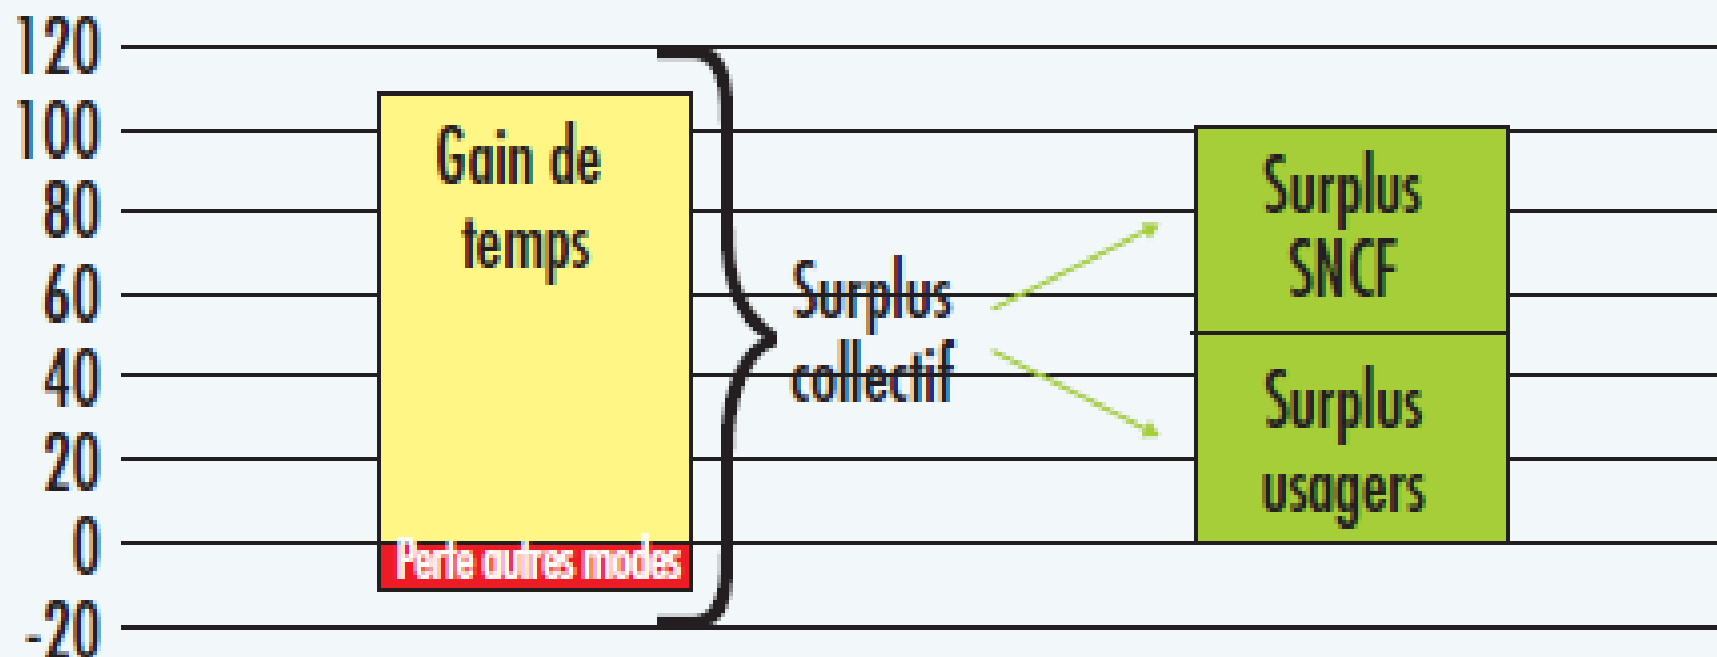 120
100
80
60
40
20
0
-20
Gain de
temps
Perte autres modes
Surplus
collectif
Surplus
SNCF
Surplus
usagers